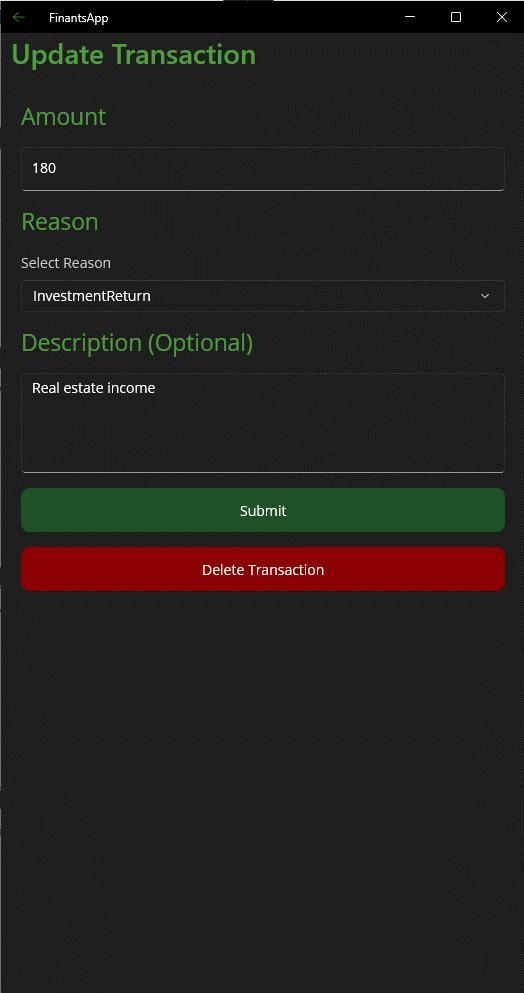 FinantsApp
Update Transaction
Amount
180
Reason
Select Reason
InvestmentReturn
Description (Optional)
Real estate income
Submit
Delete Transaction